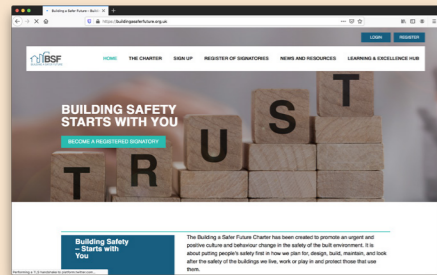 Building a Safer Future - Build
https://buildingasaferfuture.org.uk
LOGIN
REGISTER
BSF
HOME
THE CHARTER
SIGN UP
REGISTER OF SIGNATORIES
NEWS AND RESOURCES
LEARNING & EXCELLENCE HUB
BUILDING SAFETY
STARTS WITH YOU
BECOME A REGISTERED SIGNATORY
TRUST
Building Safety
– Starts with
You
The Building a Safer Future Charter has been created to promote an urgent and
positive culture and behaviour change in the safety of the built environment. It is
about putting people's safety first in how we plan, design, build, maintain, and look
after the safety of the buildings we live, work or play in and protect those that use
them.